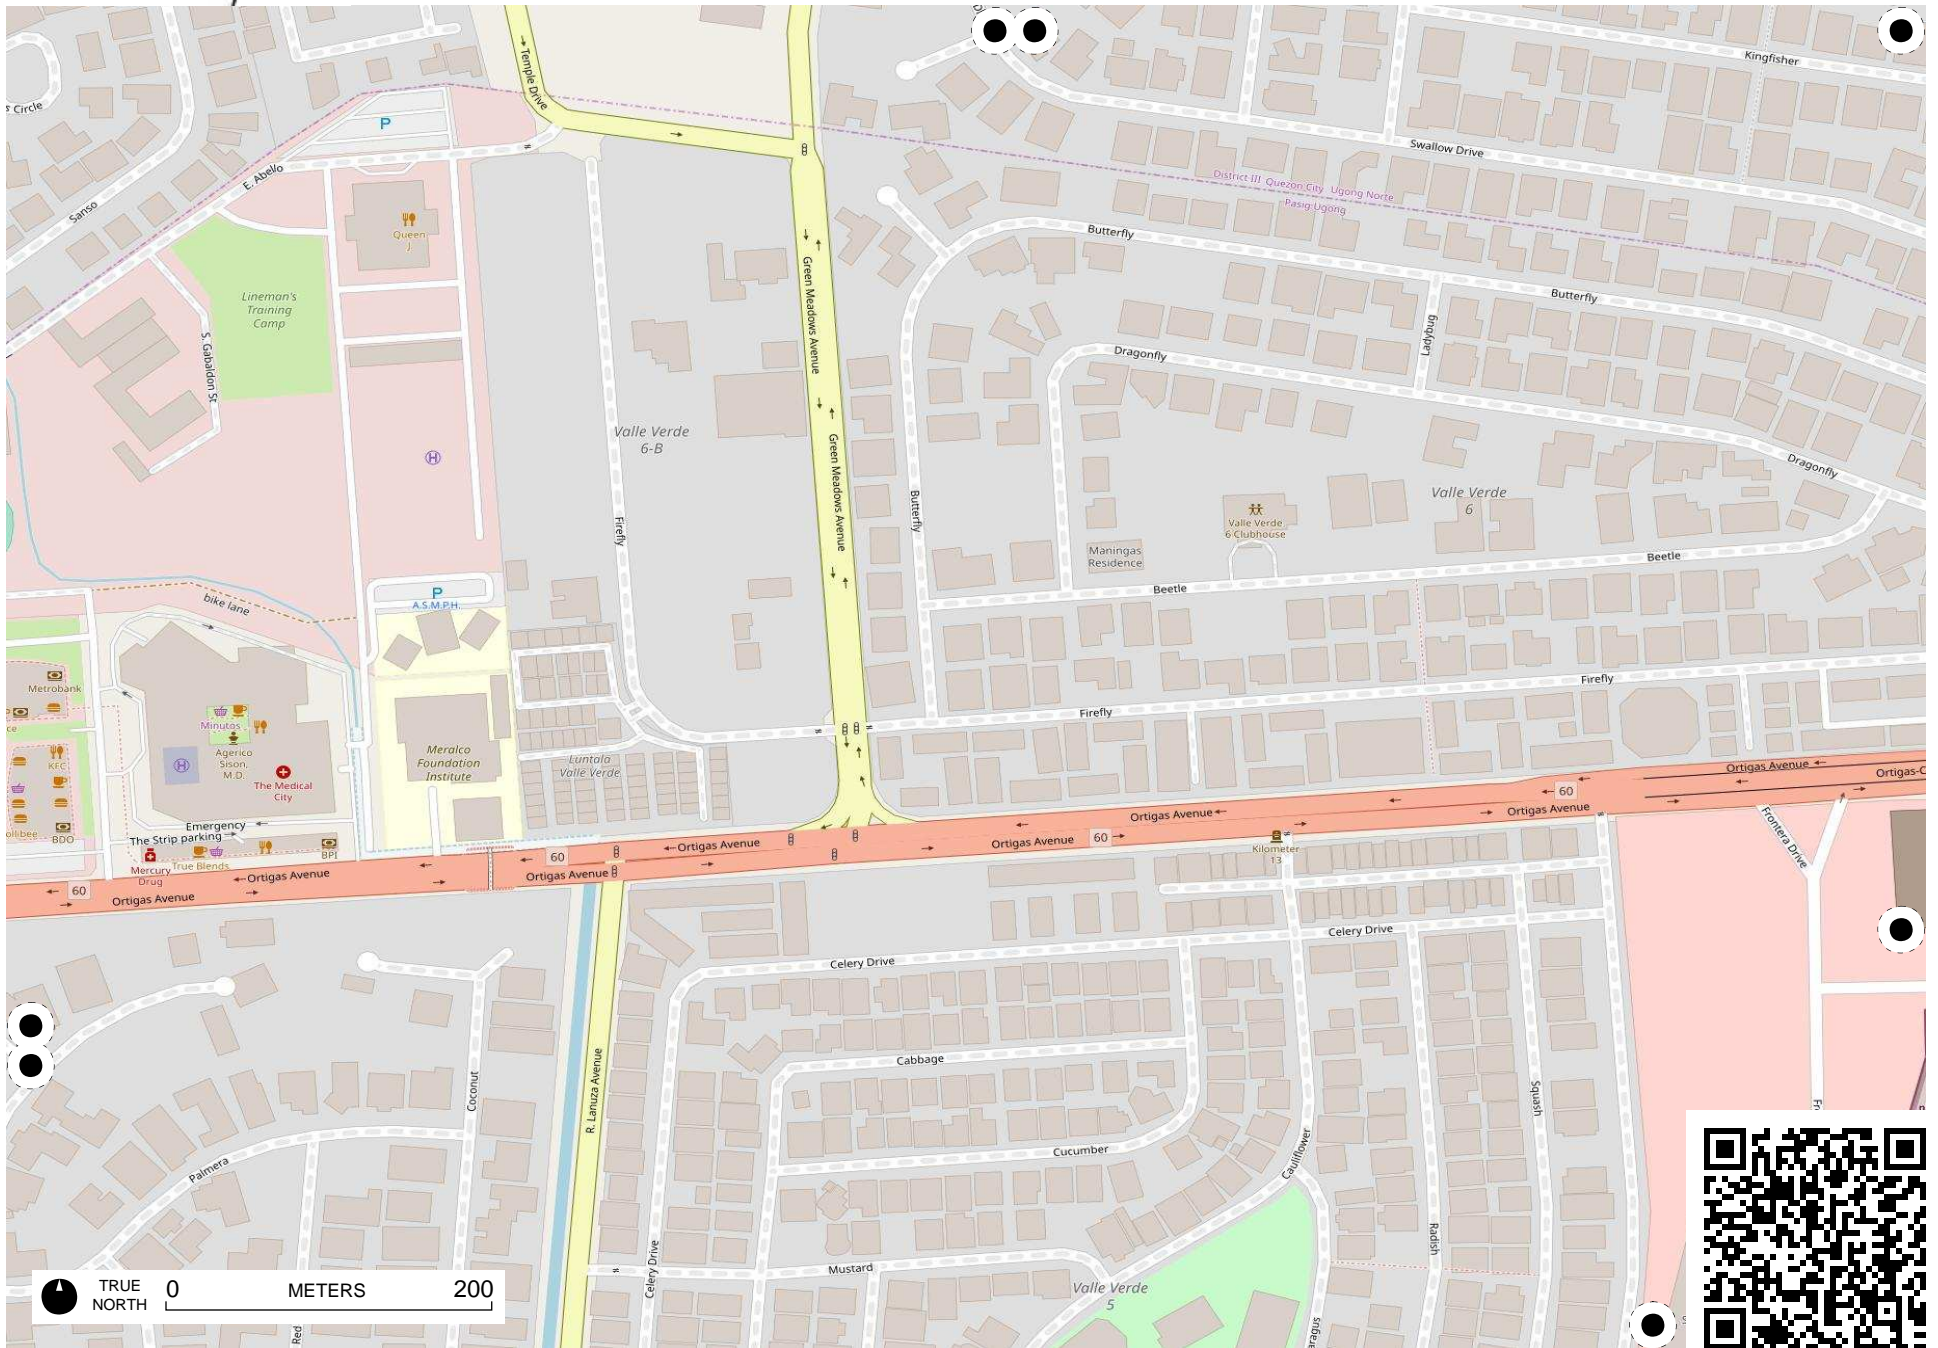 Temple Drive
Kingfisher
Circle
Swallow Drive
P
E. Abello
District III Quezon City
Ugong Norte
Pasig Ugong
Sanso
Queen
J
Butterfly
Green Meadows Avenue
Lineman's
Training
Camp
Butterfly
Ladybug
S. Gabaldon St
Dragonfly
Valle Verde
6-B
Green Meadows Avenue
H
Dragonfly
Valle Verde
6
Butterfly
Firefly
Valle Verde
6 Clubhouse
Maningas
Residence
Beetle
Beetle
P
A.S.M.P.H.
bike lane
Metrobank
Firefly
Firefly
Minutos
Agerico
Sison,
M.D.
H
KFC
Meralco
Foundation
Institute
Luntala
Valle Verde
The Medical
City
Ortigas Avenue
Ortigas-C
60
Ortigas Avenue
Ortigas Avenue
Frontera Drive
Emergency
The Strip parking
BDO
ollibee
Mercury
Drug
True Blends
BPI
60
Ortigas Avenue
Ortigas Avenue
60
Kilometer
13
Ortigas Avenue
Ortigas Avenue
60
Ortigas Avenue
Celery Drive
Celery Drive
Cabbage
Coconut
R. Lanuza Avenue
Squash
Fr
Cucumber
Cauliflower
Palmera
Radish
Celery Drive
Mustard
Valle Verde
5
TRUE
NORTH
0
METERS
200
Red
aragus